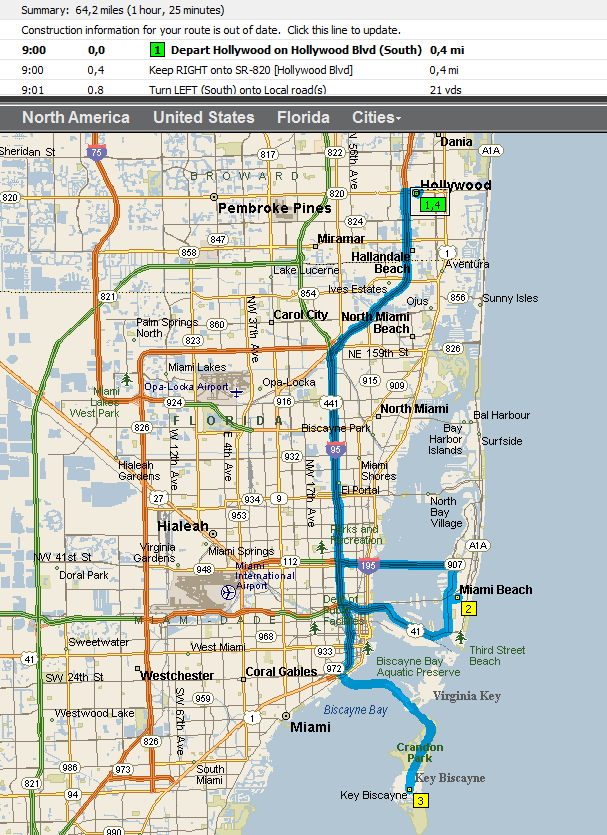 Summary: 64,2 miles (1 hour, 25 minutes)
Construction information for your route is out of date. Click this line to update.
9:00 0,0 1 Depart Hollywood on Hollywood Blvd (South) 0,4 mi
9:00 0,4 Keep RIGHT onto SR-820 [Hollywood Blvd] 0,4 mi
9:01 0.8 Turn LEFT (South) onto Local road(s) 21 yds
North America United States Florida Cities
Dania
Sheridan St
75
817
822
N 56th Ave
A1A
BROWARD
820
820
Hollywood
Pembroke Pines
1,4
824
847
Miramar
858
Hallandale
Beach
1
Aventura
Lake Lucerne
821
854
Ives Estates
Ojus
856
Sunny Isles
NW 37th Ave
Carol City
Palm Springs
North
860
North Miami
Beach
823
NE 159th St
826
Miami Lakes
Opa-Locka Airport
Opa-Locka
915
909
Miami
Lakes
West Park
924
916
441
North Miami
Bal Harbour
FLORIDA
826
W 12th Ave
E 4th Ave
Biscayne Park
Bay
Harbor
Islands
Surfside
95
932
NW 17th Ave
Hialeah
Gardens
Miami
Shores
27
934
9
El Portal
953
North
Bay
Village
Hialeah
Parks and
Recreation
Virginia
Gardens
Miami Springs
A1A
NW 41st St
112
195
907
948
Doral Park
Miami
International
Airport
Miami Beach
2
Dept of
Public
Facilities
MIAMI-DADE
41
968
Sweetwater
West Miami
933
Third Street
Beach
41
Biscayne Bay
Aquatic Preserve
SW 24th St
Westchester
Coral Gables
972
Virginia Key
SW 67th Ave
959
Biscayne Bay
Westwood Lake
1
Miami
826
Crandon
Park
986
973
South
Miami
Key Biscayne
821
94
Key Biscayne
3
990